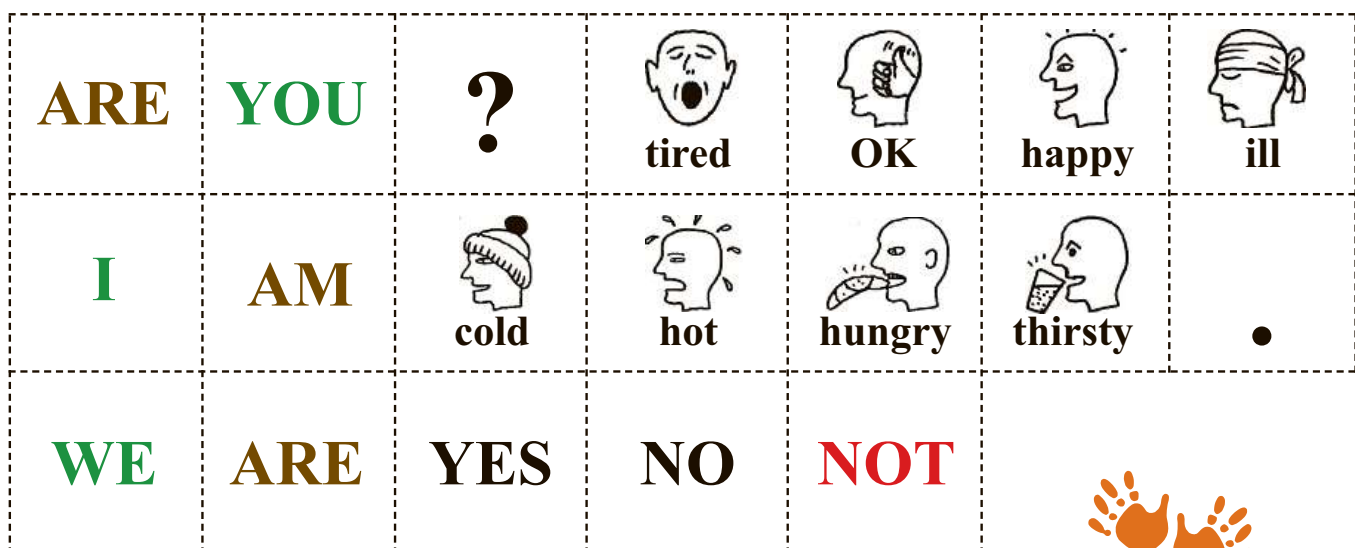 ARE YOU ? tired OK happy ill
I AM cold hot hungry thirsty .
WE ARE YES NO NOT